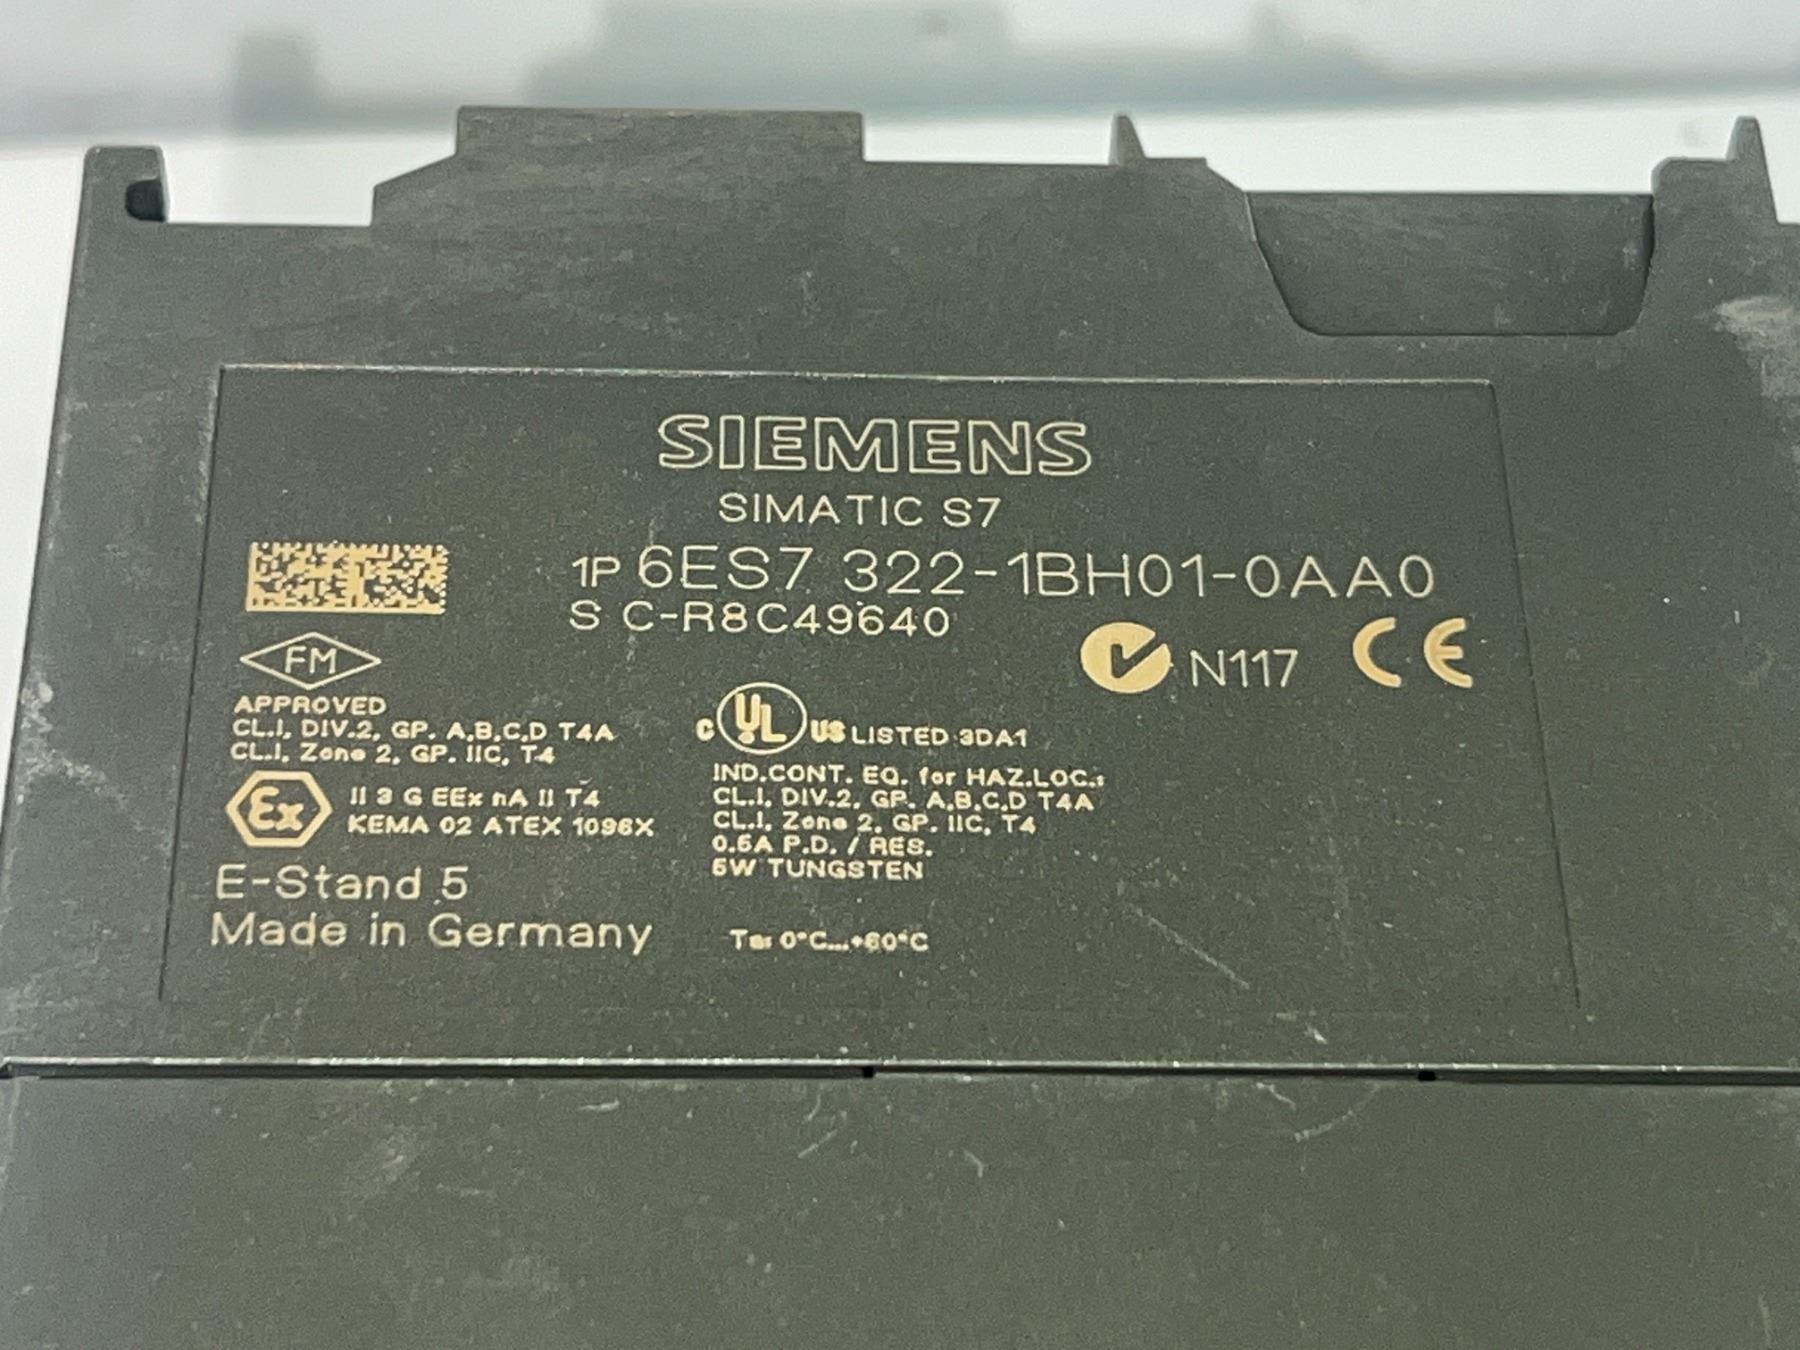 SIEMENS
SIMATIC S7
1P 6ES7 322-1BH01-0AA0
S C-R8C49640
N117 CE
FM
APPROVED
CL.I, DIV.2, GP. A,B,C,D T4A
CL.I, Zone 2, GP. IIC, T4
Ex II 3 G EEx nA II T4
KEMA 02 ATEX 1096X
E-Stand 5
Made in Germany
C UL US LISTED 3DA1
IND.CONT. EQ. for HAZ.LOC.:
CL.I, DIV.2, GP. A,B,C,D T4A
CL.I, Zone 2, GP. IIC, T4
0.5A P.D. / RES.
5W TUNGSTEN
Ta: 0°C...+60°C